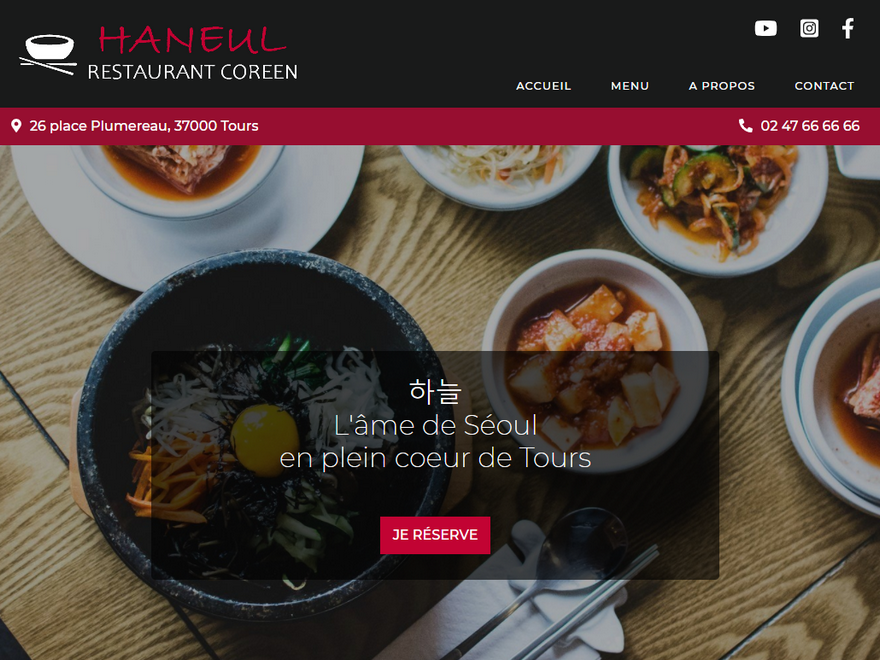 HANEUL
RESTAURANT COREEN
ACCUEIL MENU A PROPOS CONTACT
26 place Plumereau, 37000 Tours
02 47 66 66 66
하늘
L'âme de Séoul
en plein coeur de Tours
JE RÉSERVE